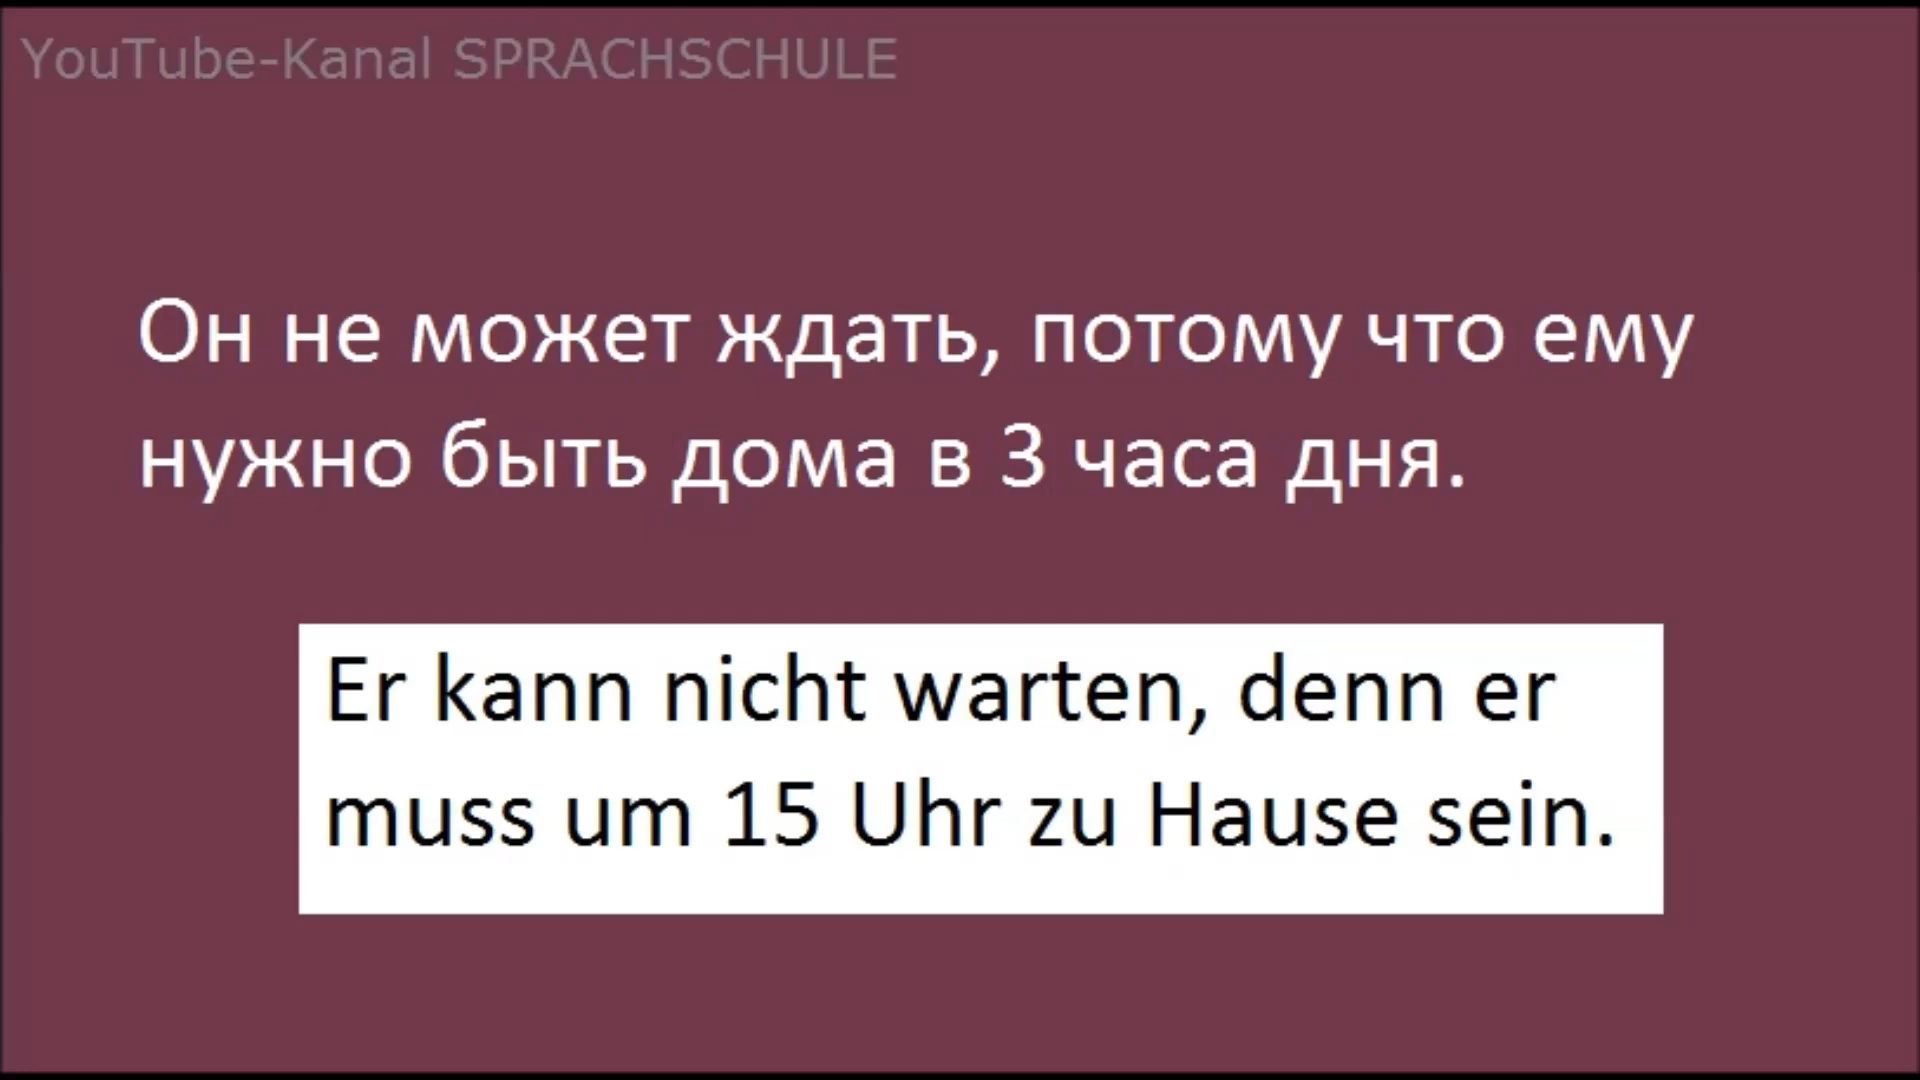 YouTube-Kanal SPRACHSCHULE
Он не может ждать, потому что ему
нужно быть дома в 3 часа дня.
Er kann nicht warten, denn er
muss um 15 Uhr zu Hause sein.